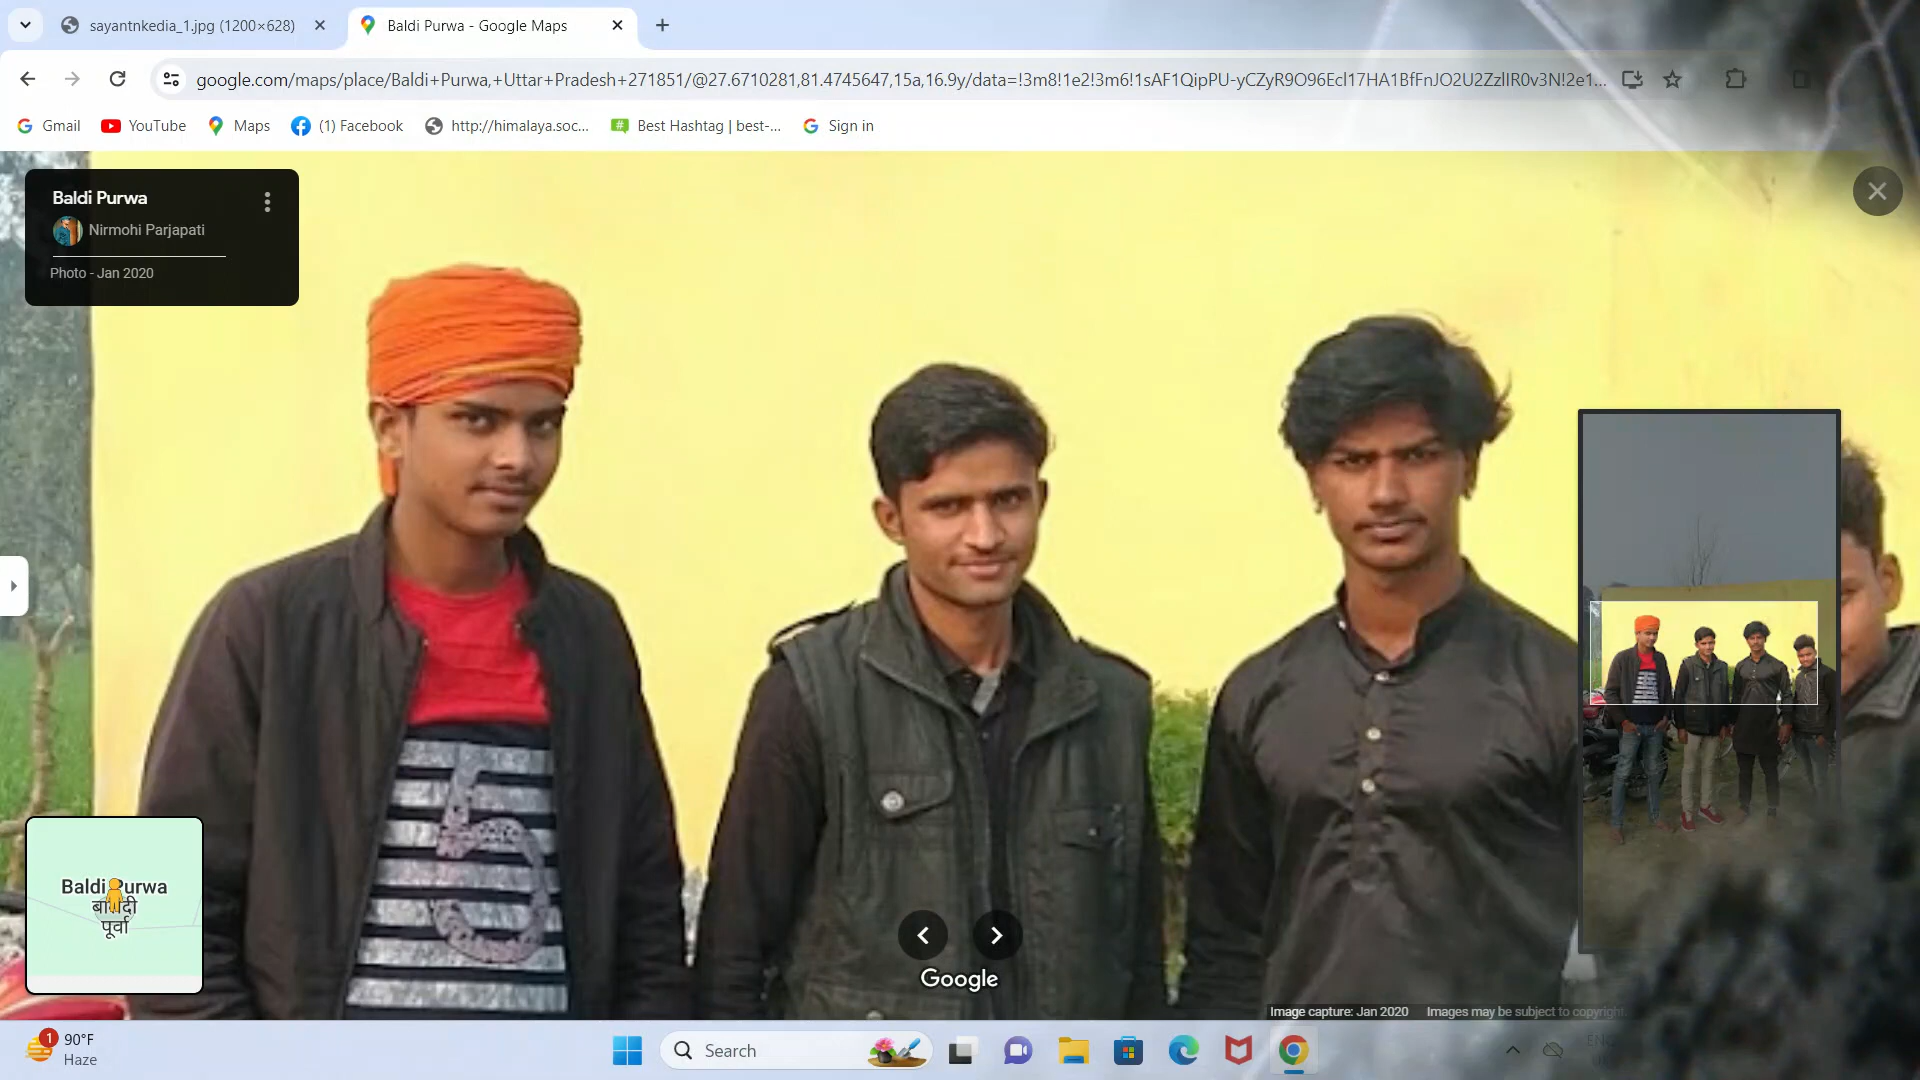 sayantnkedia_1.jpg (1200×628)
Baldi Purwa - Google Maps
google.com/maps/place/Baldi+Purwa,+Uttar+Pradesh+271851/@27.6710281,81.4745647,15a,16.9y/data=!3m8!1e2!3m6!1sAF1QipPU-yCZyR9O96Ecl17HA1BfFnJO2U2ZzlIR0v3N!2e1...
Gmail YouTube Maps (1) Facebook http://himalaya.soc... Best Hashtag | best-... Sign in
Baldi Purwa
Nirmohi Parjapati
Photo - Jan 2020
Baldi Purwa
पूर्वा
Google
Image capture: Jan 2020 Images may be subject to copyright.
1
90°F
Haze
Search